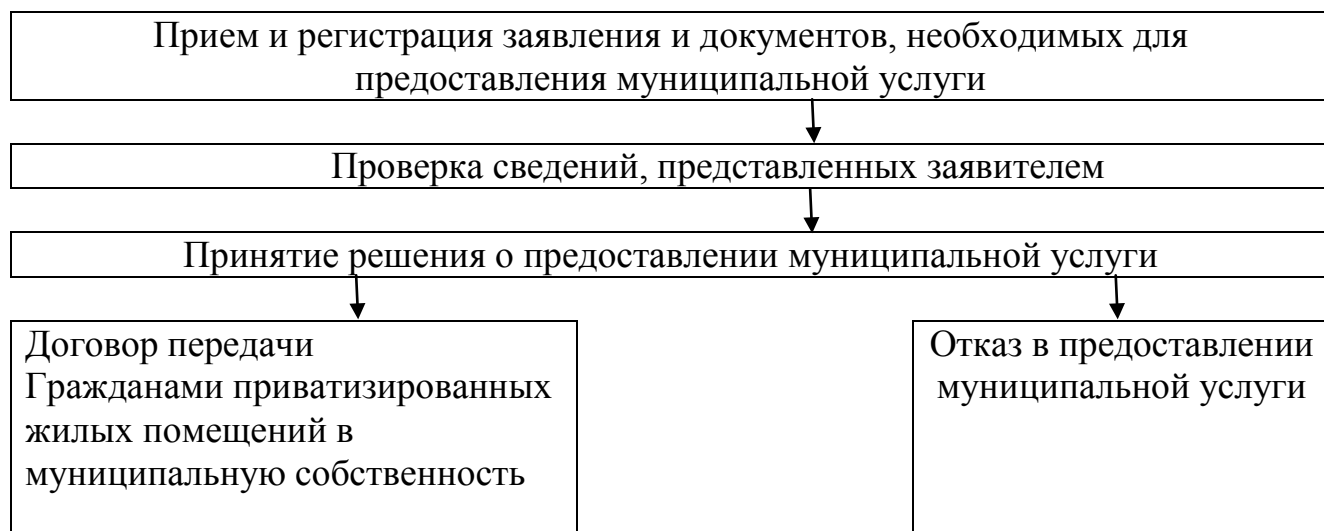 Прием и регистрация заявления и документов, необходимых для
предоставления муниципальной услуги
Проверка сведений, представленных заявителем
Принятие решения о предоставлении муниципальной услуги
Договор передачи
Гражданами приватизированных
жилых помещений в
муниципальную собственность
Отказ в предоставлении
муниципальной услуги